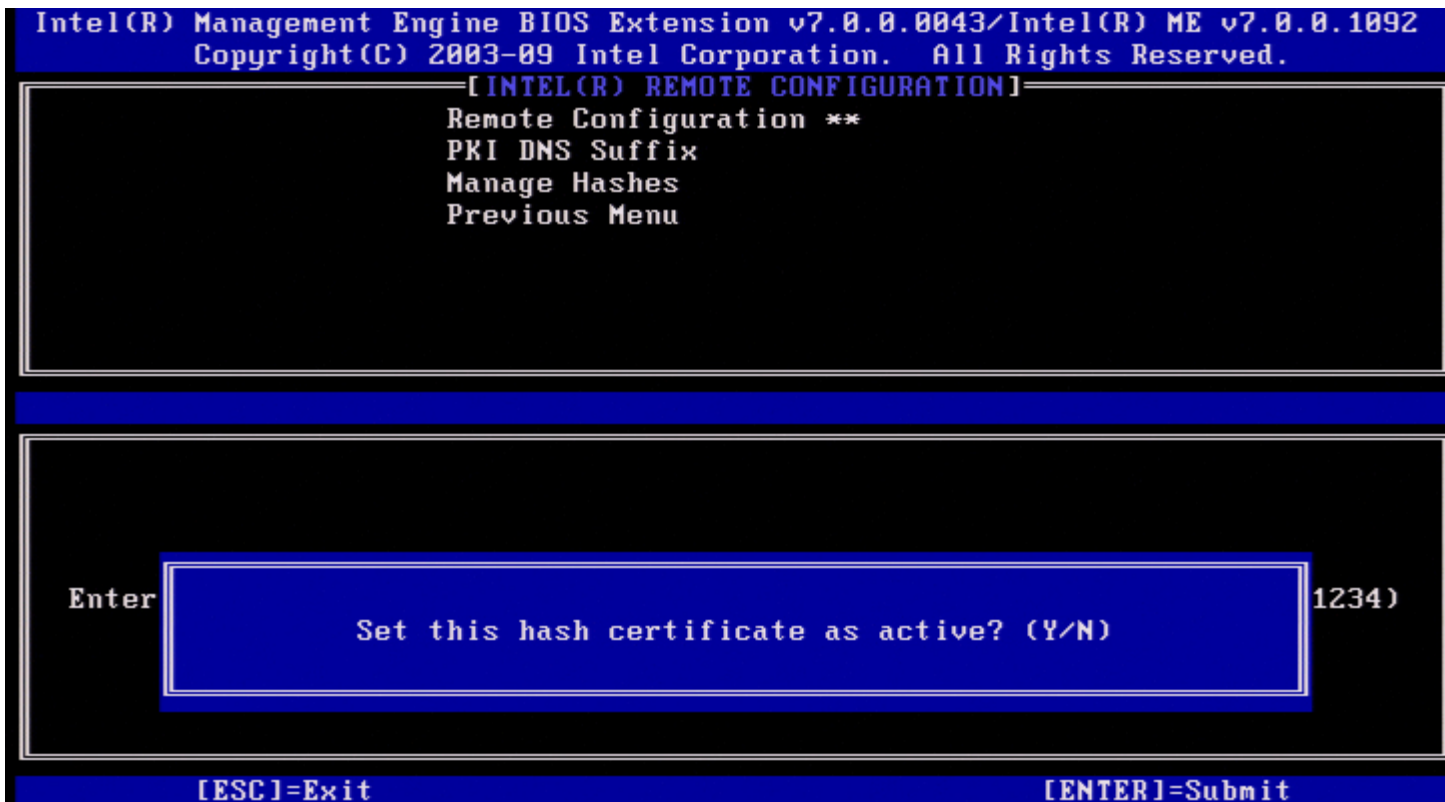 Intel(R) Management Engine BIOS Extension v7.0.0.0043/Intel(R) ME v7.0.0.1092
Copyright(C) 2003-09 Intel Corporation. All Rights Reserved.
[INTEL(R) REMOTE CONFIGURATION]
Remote Configuration **
PKI DNS Suffix
Manage Hashes
Previous Menu
Enter 1234)
Set this hash certificate as active? (Y/N)
[ESC]=Exit [ENTER]=Submit